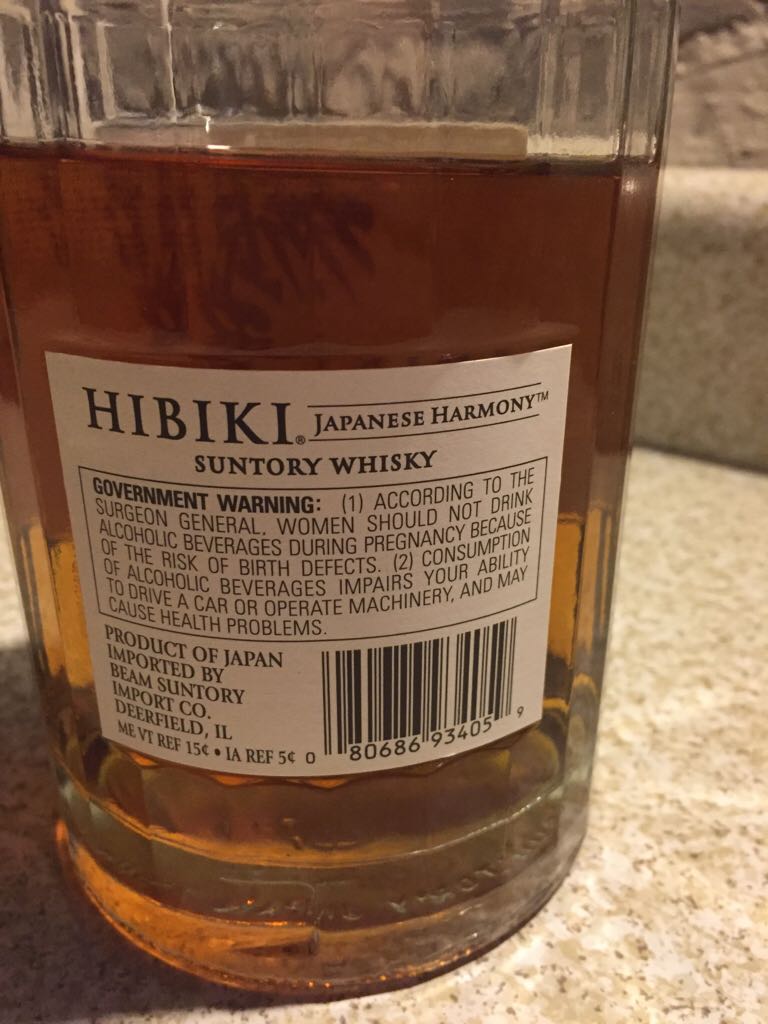 HIBIKI® JAPANESE HARMONY™
SUNTORY WHISKY
GOVERNMENT WARNING: (1) ACCORDING TO THE
SURGEON GENERAL, WOMEN SHOULD NOT DRINK
ALCOHOLIC BEVERAGES DURING PREGNANCY BECAUSE
OF THE RISK OF BIRTH DEFECTS. (2) CONSUMPTION
OF ALCOHOLIC BEVERAGES IMPAIRS YOUR ABILITY
TO DRIVE A CAR OR OPERATE MACHINERY, AND MAY
CAUSE HEALTH PROBLEMS.
PRODUCT OF JAPAN
IMPORTED BY
BEAM SUNTORY
IMPORT CO.
DEERFIELD, IL
ME VT REF 15¢ • IA REF 5¢
0 80686 93405 9